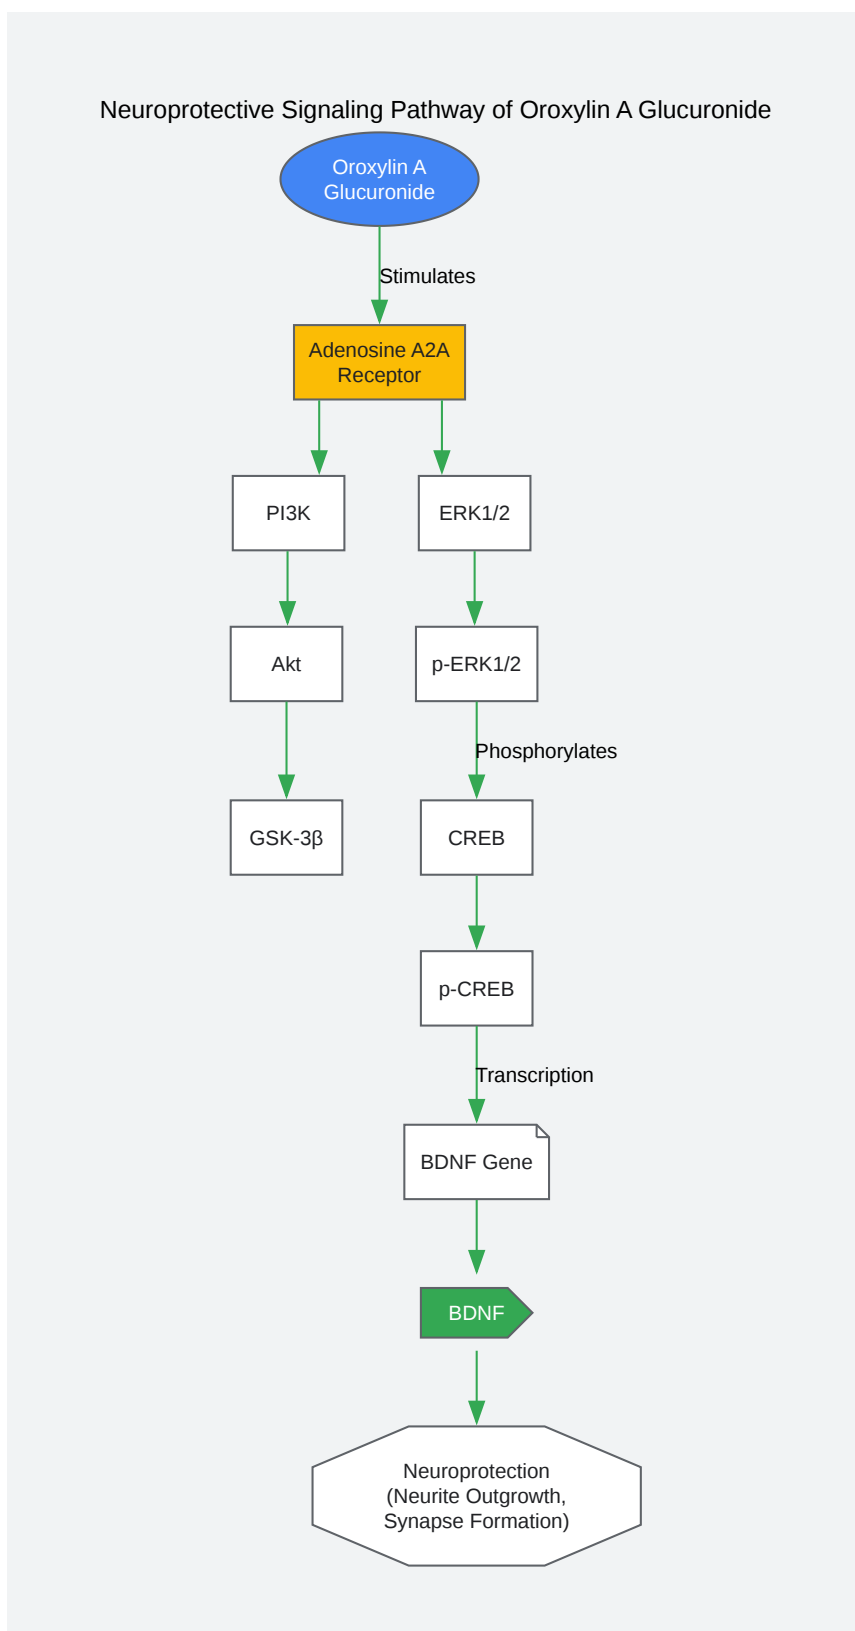 Neuroprotective Signaling Pathway of Oroxylin A Glucuronide
Oroxylin A
Glucuronide
Stimulates
Adenosine A2A
Receptor
PI3K
ERK1/2
Akt
p-ERK1/2
Phosphorylates
GSK-3β
CREB
p-CREB
Transcription
BDNF Gene
BDNF
Neuroprotection
(Neurite Outgrowth,
Synapse Formation)